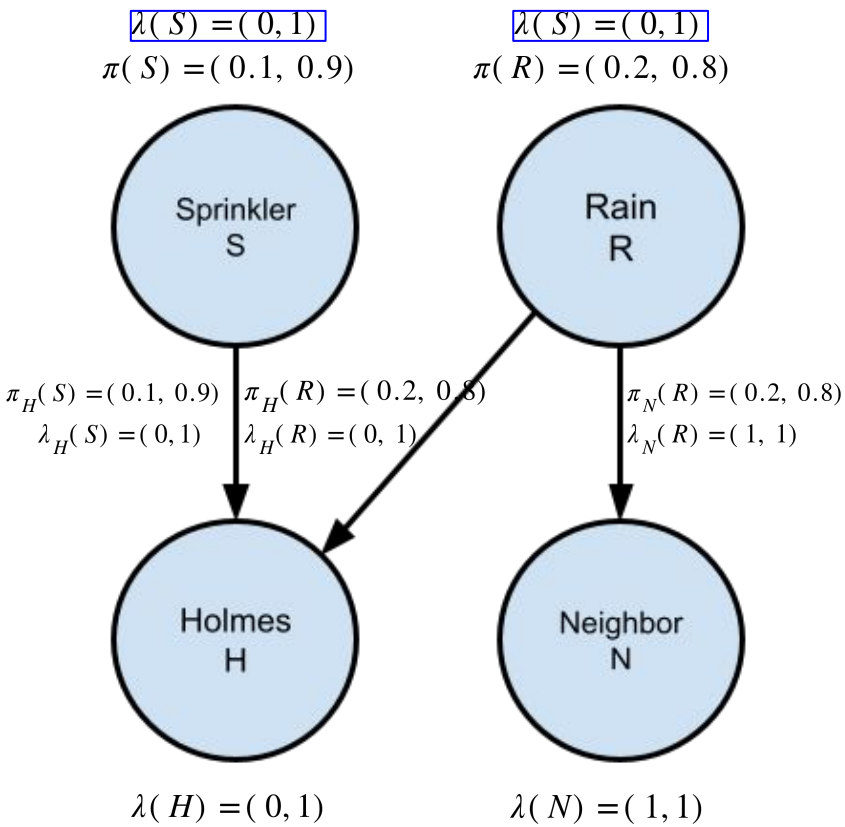 λ( S) =( 0, 1)
λ( S) =( 0, 1)
π( S) =( 0.1, 0.9)
π( R) =( 0.2, 0.8)
Sprinkler
S
Rain
R
π_H( S) =( 0.1, 0.9)
λ_H( S) =( 0,1)
π_H( R) =( 0.2, 0.8)
λ_H( R) =( 0, 1)
π_N( R) =( 0.2, 0.8)
λ_N( R) =( 1, 1)
Holmes
H
Neighbor
N
λ( H) =( 0,1)
λ( N) =( 1,1)